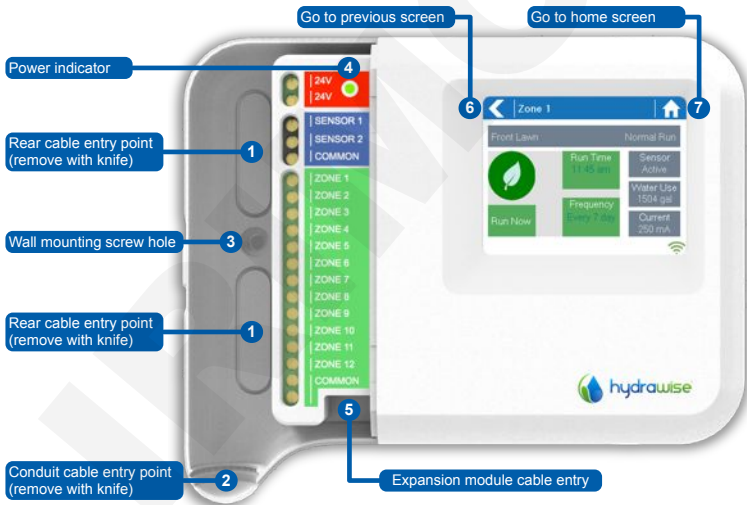 Go to previous screen
Go to home screen
Power indicator
4
24V
24V
6
Zone 1
7
Front Lawn
Normal Run
SENSOR 1
SENSOR 2
COMMON
Rear cable entry point
(remove with knife)
1
Run Time
11:45 am
Sensor
Active
ZONE 1
ZONE 2
ZONE 3
ZONE 4
ZONE 5
ZONE 6
ZONE 7
ZONE 8
ZONE 9
ZONE 10
ZONE 11
ZONE 12
COMMON
Water Use
1504 gal
Frequency
Every 7 day
Run Now
Current
250 mA
Wall mounting screw hole
3
Rear cable entry point
(remove with knife)
1
hydrawise
5
Conduit cable entry point
(remove with knife)
2
Expansion module cable entry